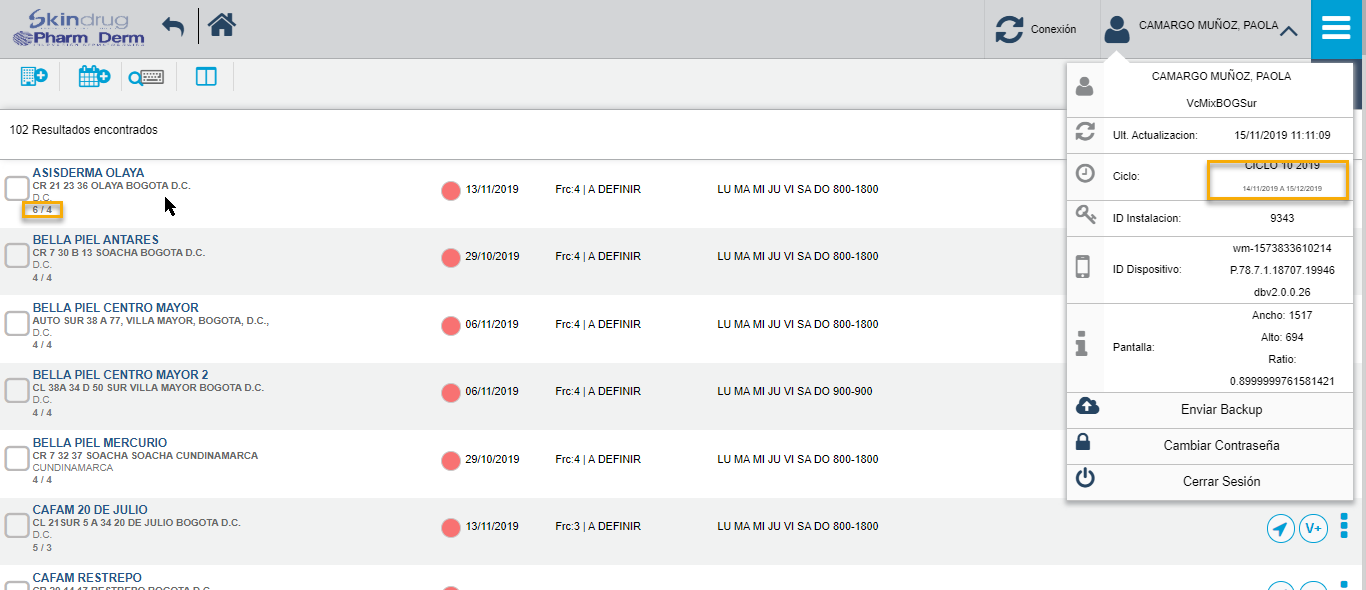 Skindrug
Pharm Derm
Conexión
CAMARGO MUÑOZ, PAOLA
102 Resultados encontrados
ASISDERMA OLAYA
CR 21 23 36 OLAYA BOGOTA D.C.
D.C.
6 / 4
13/11/2019
Frc:4 | A DEFINIR
LU MA MI JU VI SA DO 800-1800
BELLA PIEL ANTARES
CR 7 30 B 13 SOACHA BOGOTA D.C.
D.C.
4 / 4
29/10/2019
Frc:4 | A DEFINIR
LU MA MI JU VI SA DO 800-1800
BELLA PIEL CENTRO MAYOR
AUTO SUR 38 A 77, VILLA MAYOR, BOGOTA, D.C.,
D.C.
4 / 4
06/11/2019
Frc:4 | A DEFINIR
LU MA MI JU VI SA DO 800-1800
BELLA PIEL CENTRO MAYOR 2
CL 38A 34 D 50 SUR VILLA MAYOR BOGOTA D.C.
D.C.
4 / 4
06/11/2019
Frc:4 | A DEFINIR
LU MA MI JU VI SA DO 900-900
BELLA PIEL MERCURIO
CR 7 32 37 SOACHA SOACHA CUNDINAMARCA
CUNDINAMARCA
4 / 4
29/10/2019
Frc:4 | A DEFINIR
LU MA MI JU VI SA DO 800-1800
CAFAM 20 DE JULIO
CL 21SUR 5 A 34 20 DE JULIO BOGOTA D.C.
D.C.
5 / 3
13/11/2019
Frc:3 | A DEFINIR
LU MA MI JU VI SA DO 800-1800
V+
CAFAM RESTREPO
CR 20 14 17 RESTREPO BOGOTA D.C.
CAMARGO MUÑOZ, PAOLA
VcMixBOGSur
Ult. Actualizacion:
15/11/2019 11:11:09
Ciclo:
CICLO 10 2019
14/11/2019 A 15/12/2019
ID Instalacion:
9343
ID Dispositivo:
wm-1573833610214
P.78.7.1.18707.19946
dbv2.0.0.26
Pantalla:
Ancho: 1517
Alto: 694
Ratio:
0.8999999761581421
Enviar Backup
Cambiar Contraseña
Cerrar Sesión